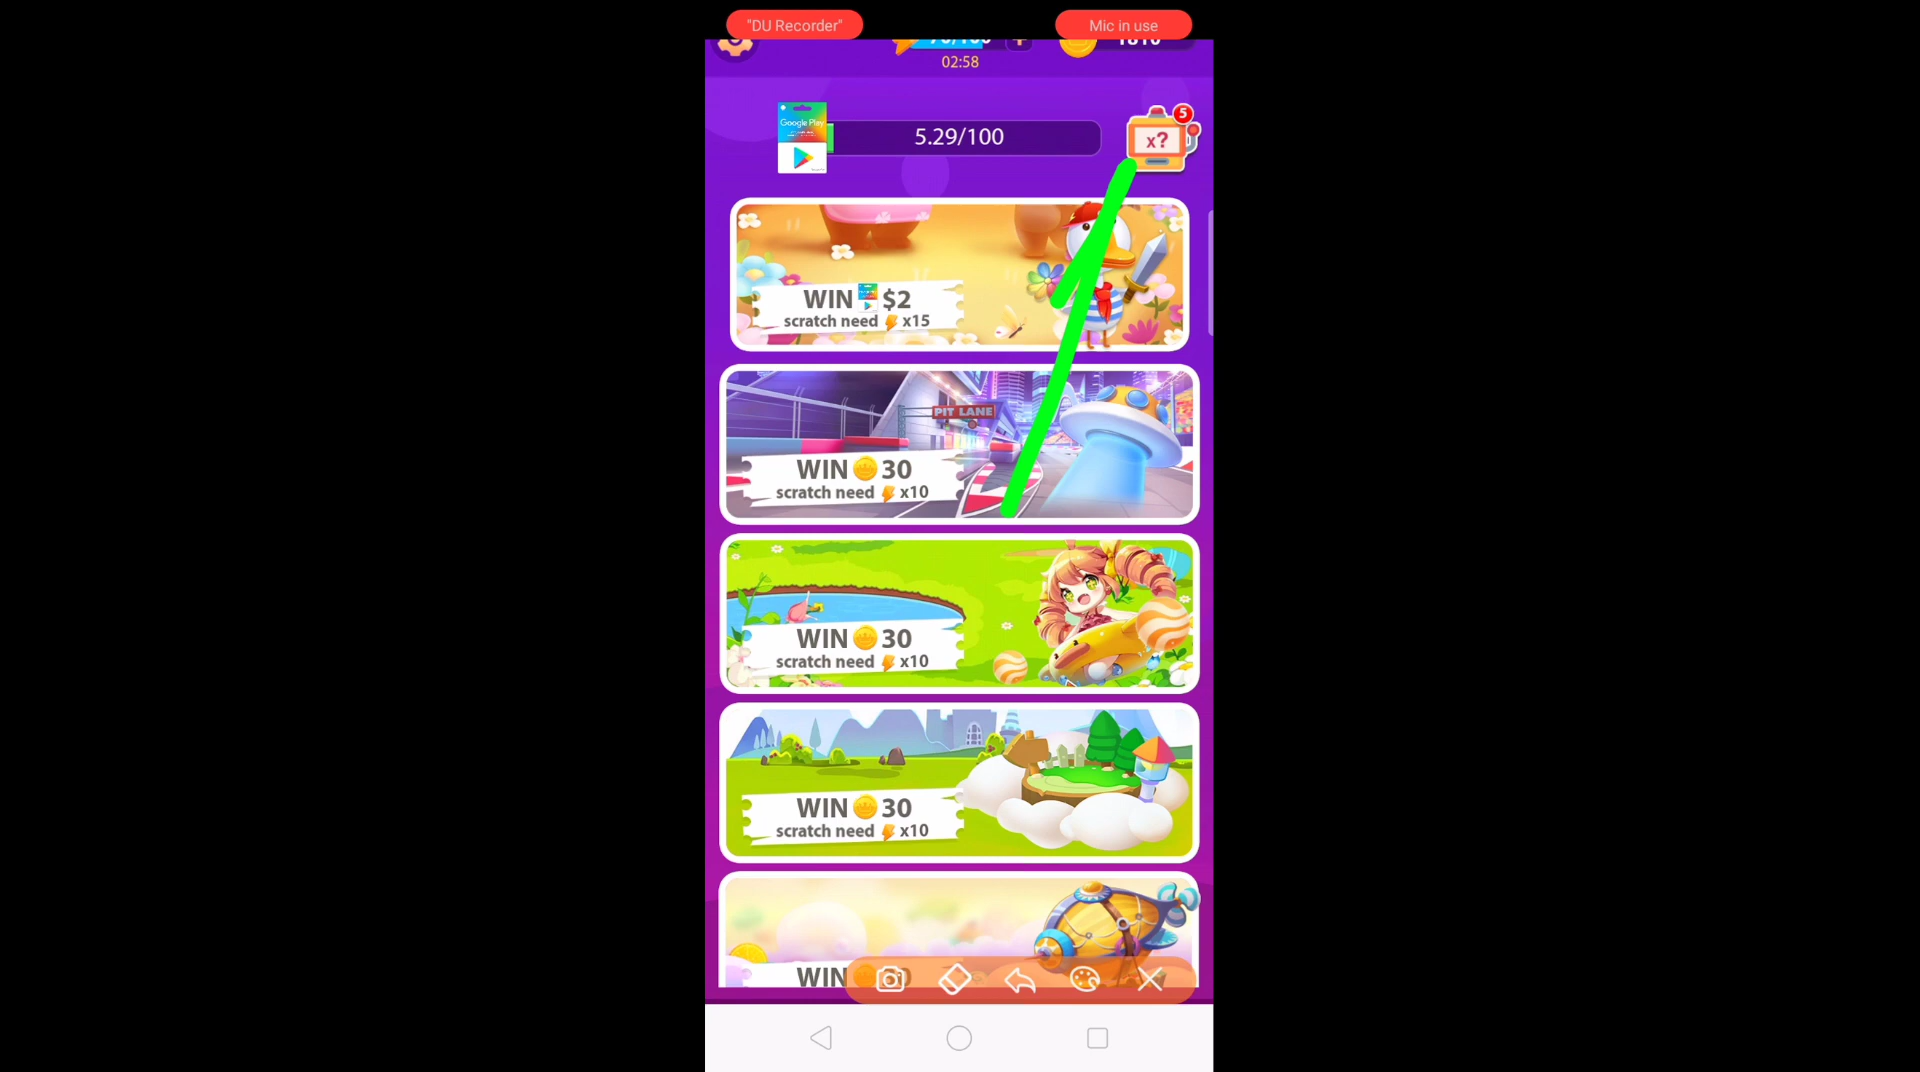 "DU Recorder"
Mic in use
02:58
Google Play
5.29/100
x?
5
WIN $2
scratch need x15
PIT LANE
WIN 30
scratch need x10
WIN 30
scratch need x10
WIN 30
scratch need x10
WIN